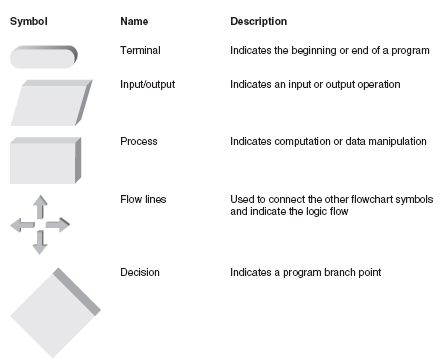 Symbol Name Description
Terminal Indicates the beginning or end of a program
Input/output Indicates an input or output operation
Process Indicates computation or data manipulation
Flow lines Used to connect the other flowchart symbols
and indicate the logic flow
Decision Indicates a program branch point